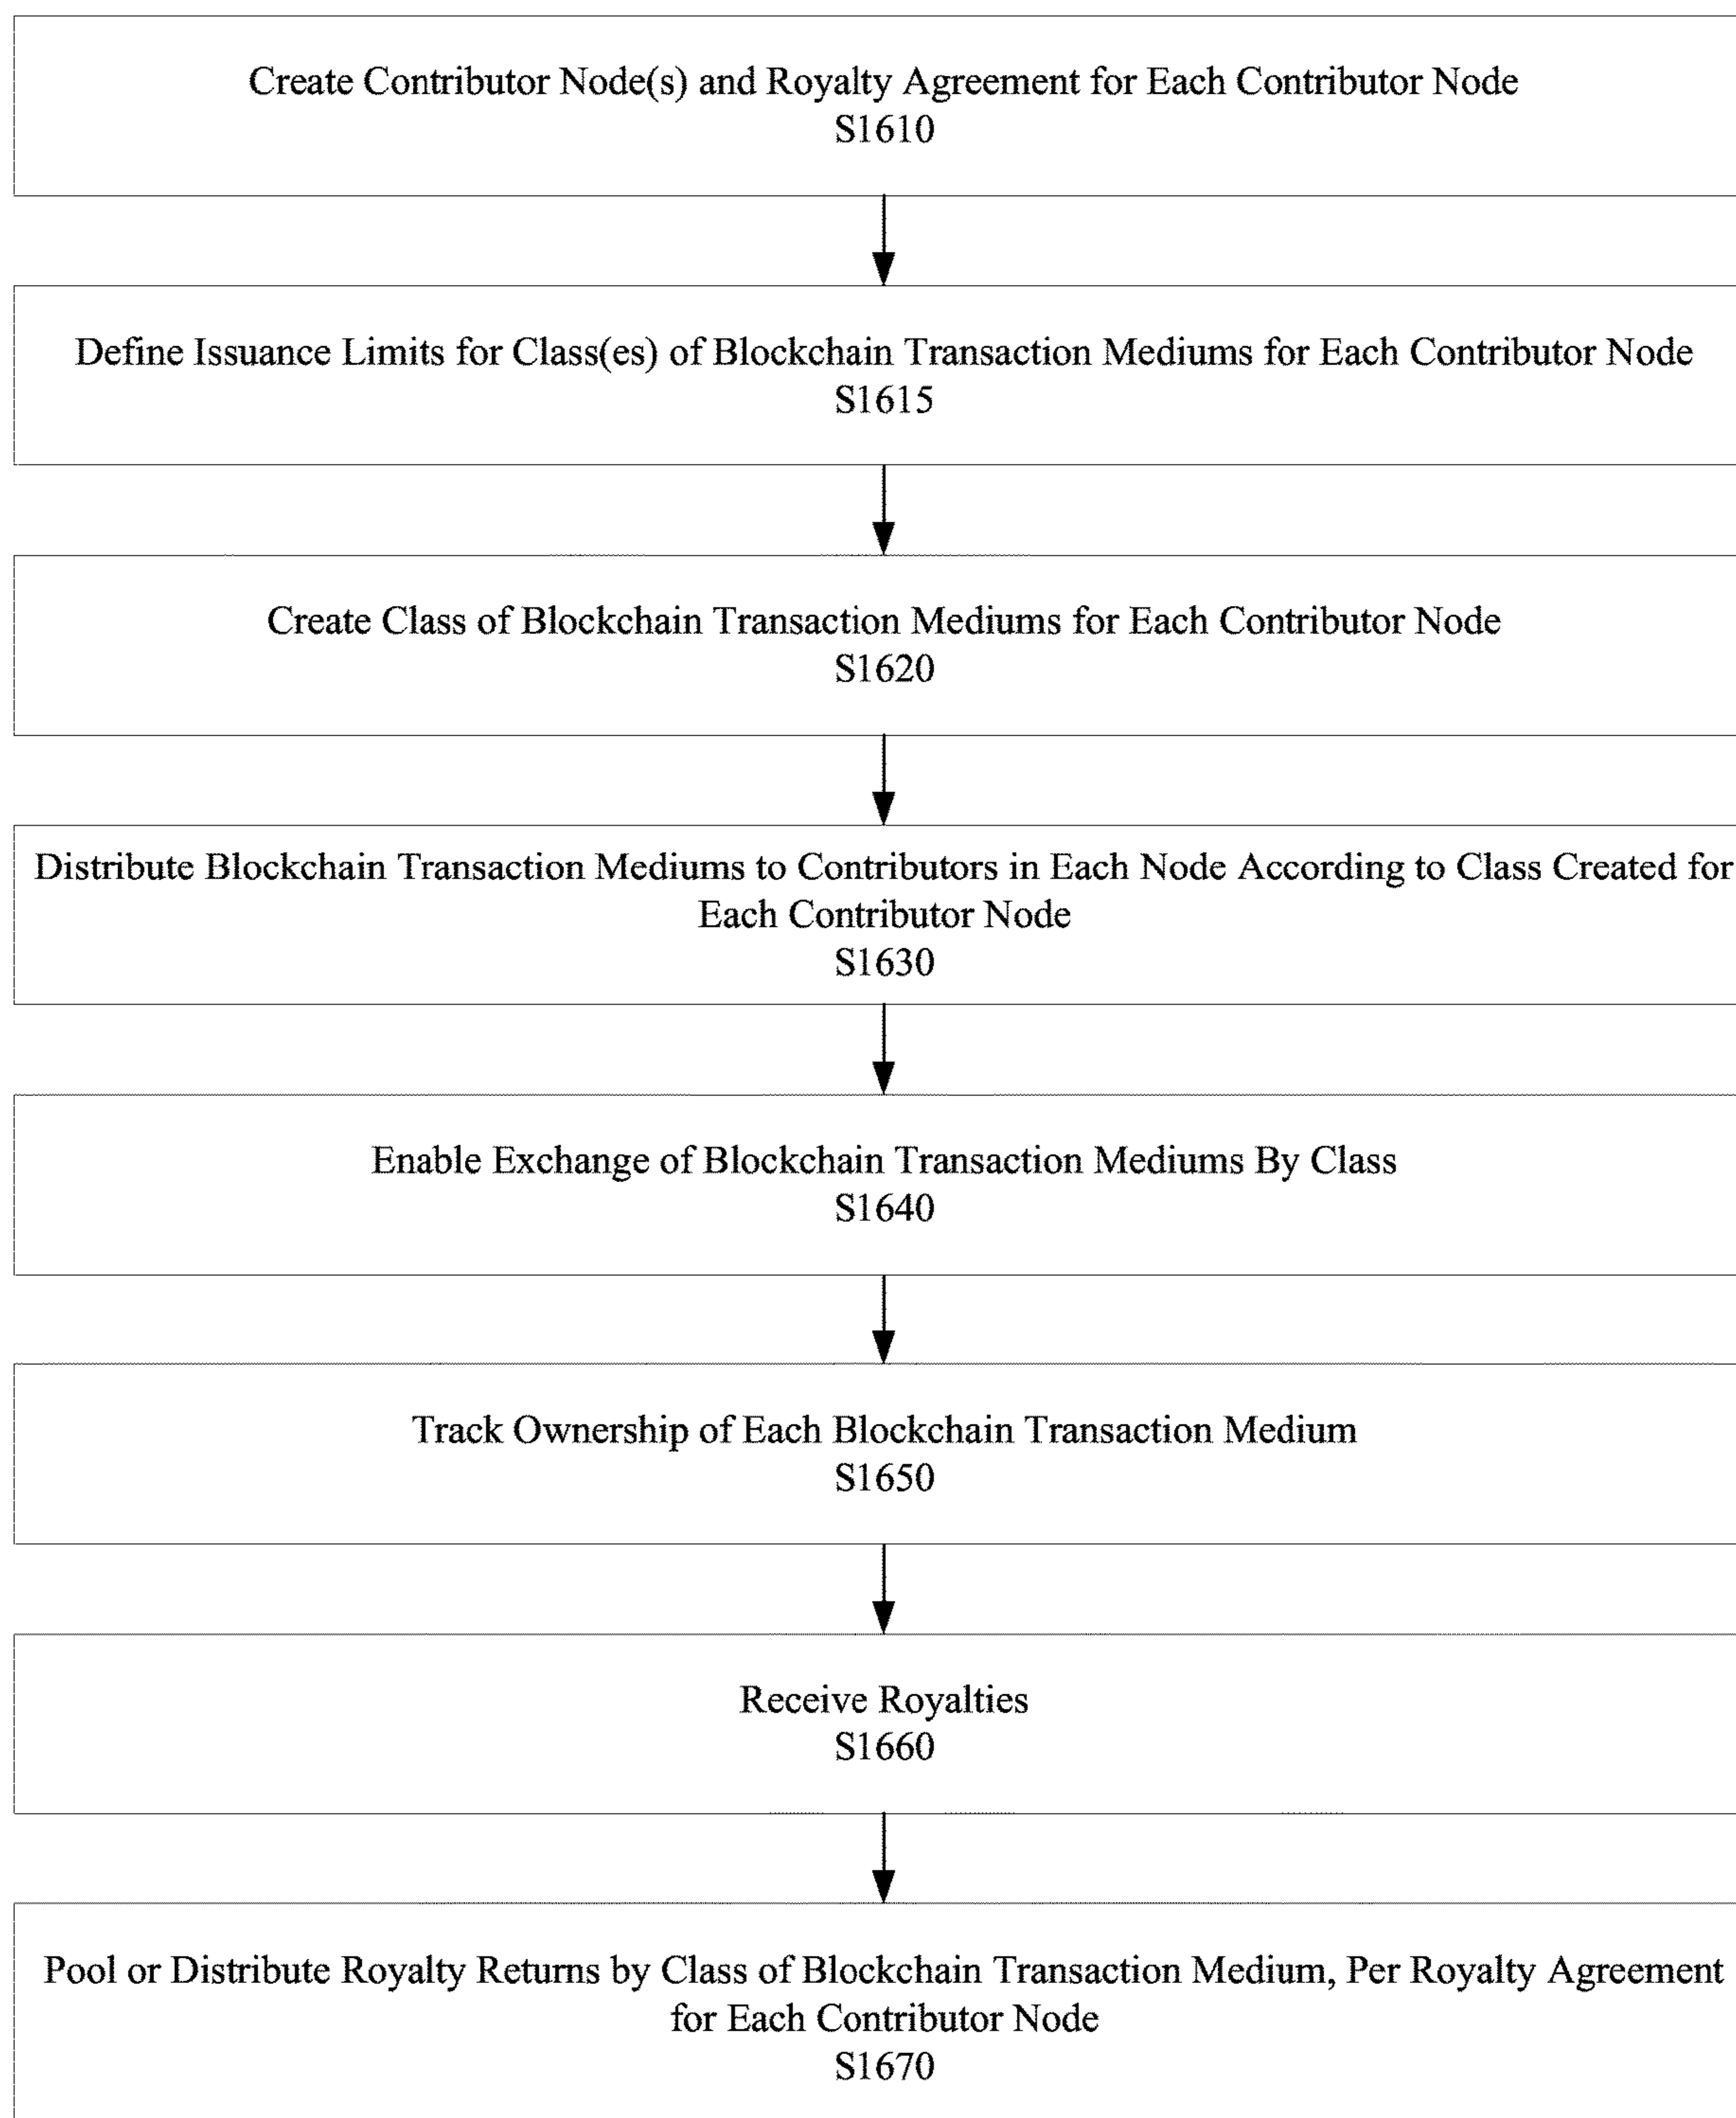 Create Contributor Node(s) and Royalty Agreement for Each Contributor Node
S1610
Define Issuance Limits for Class(es) of Blockchain Transaction Mediums for Each Contributor Node
S1615
Create Class of Blockchain Transaction Mediums for Each Contributor Node
S1620
Distribute Blockchain Transaction Mediums to Contributors in Each Node According to Class Created for
Each Contributor Node
S1630
Enable Exchange of Blockchain Transaction Mediums By Class
S1640
Track Ownership of Each Blockchain Transaction Medium
S1650
Receive Royalties
S1660
Pool or Distribute Royalty Returns by Class of Blockchain Transaction Medium, Per Royalty Agreement
for Each Contributor Node
S1670